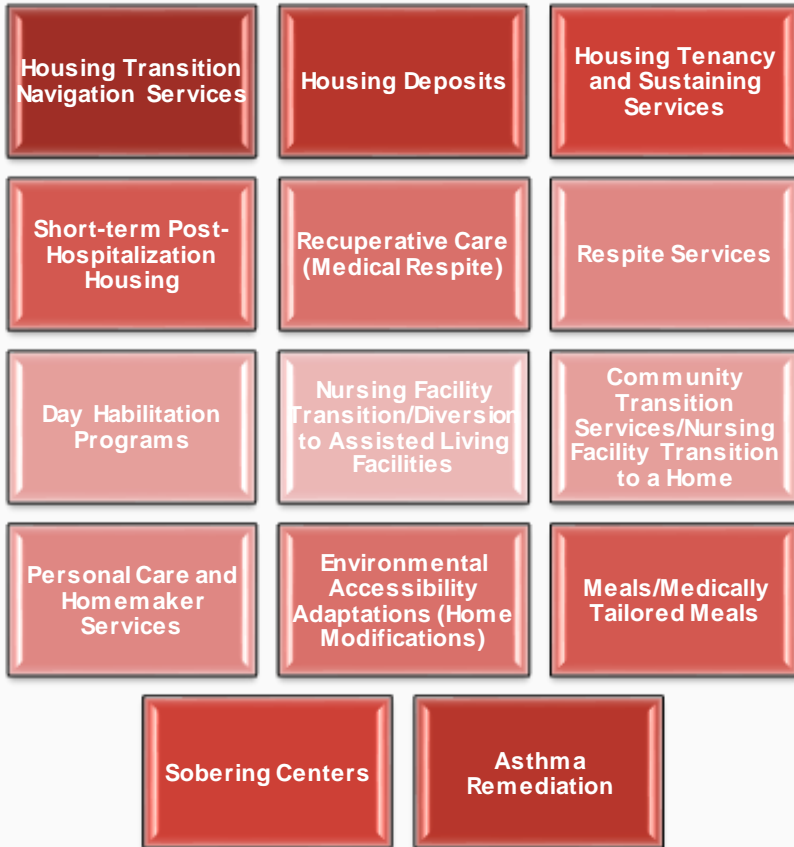 Housing Transition
Navigation Services
Housing Deposits
Housing Tenancy
and Sustaining
Services
Short-term Post-
Hospitalization
Housing
Recuperative Care
(Medical Respite)
Respite Services
Day Habilitation
Programs
Nursing Facility
Transition/Diversion
to Assisted Living
Facilities
Community
Transition
Services/Nursing
Facility Transition
to a Home
Personal Care and
Homemaker
Services
Environmental
Accessibility
Adaptations (Home
Modifications)
Meals/Medically
Tailored Meals
Sobering Centers
Asthma
Remediation